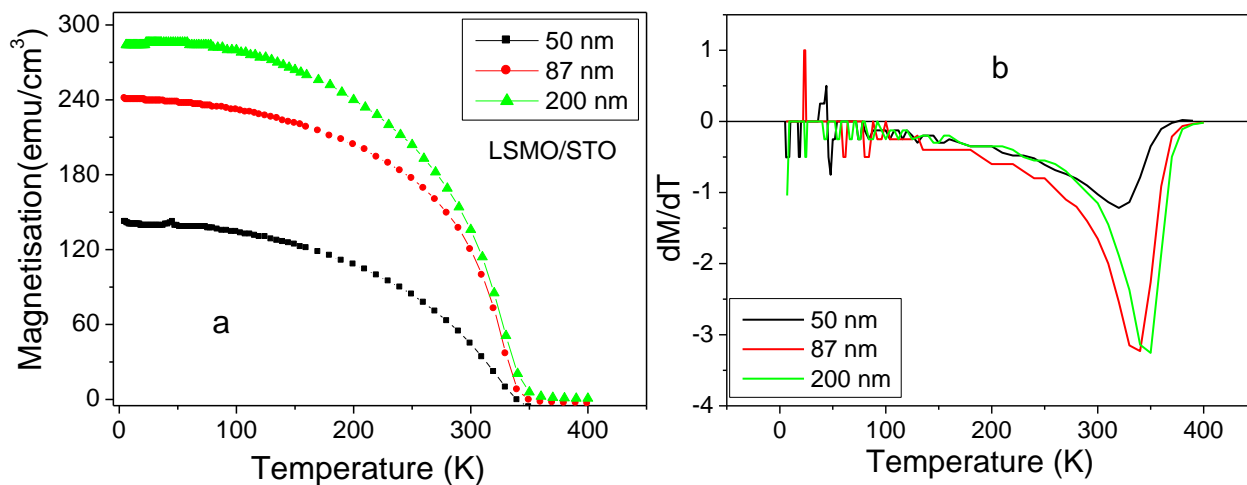 300
240
180
120
60
0
Magnetisation(emu/cm³)
50 nm
87 nm
200 nm
LSMO/STO
a
0
100
200
300
400
Temperature (K)
1
0
-1
-2
-3
-4
dM/dT
b
50 nm
87 nm
200 nm
0
100
200
300
400
Temperature (K)